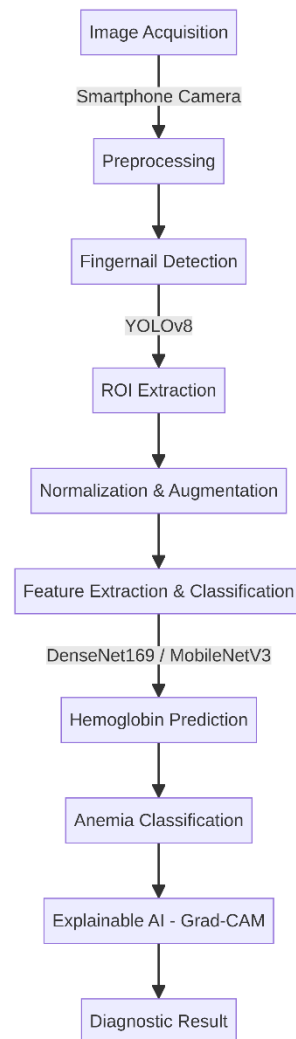 Image Acquisition
Smartphone Camera
Preprocessing
Fingernail Detection
YOLOv8
ROI Extraction
Normalization & Augmentation
Feature Extraction & Classification
DenseNet169 / MobileNetV3
Hemoglobin Prediction
Anemia Classification
Explainable AI - Grad-CAM
Diagnostic Result